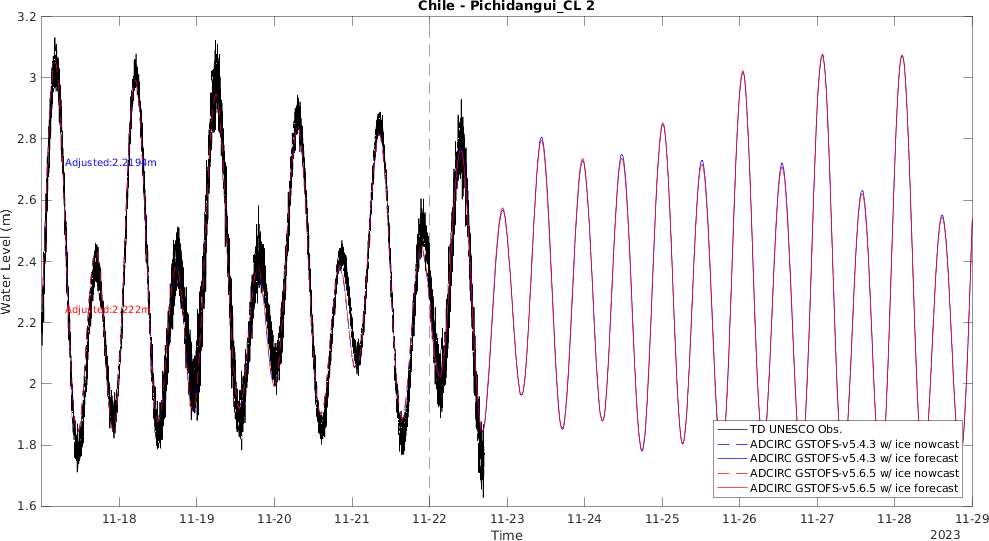 Chile - Pichidangui_CL 2
3.2
3
2.8
2.6
2.4
2.2
2
1.8
1.6
Water Level (m)
Adjusted:2.2194m
Adjusted:2.222m
TD UNESCO Obs.
ADCIRC GSTOFS-v5.4.3 w/ ice nowcast
ADCIRC GSTOFS-v5.4.3 w/ ice forecast
ADCIRC GSTOFS-v5.6.5 w/ ice nowcast
ADCIRC GSTOFS-v5.6.5 w/ ice forecast
11-18 11-19 11-20 11-21 11-22 11-23 11-24 11-25 11-26 11-27 11-28 11-29
Time
2023